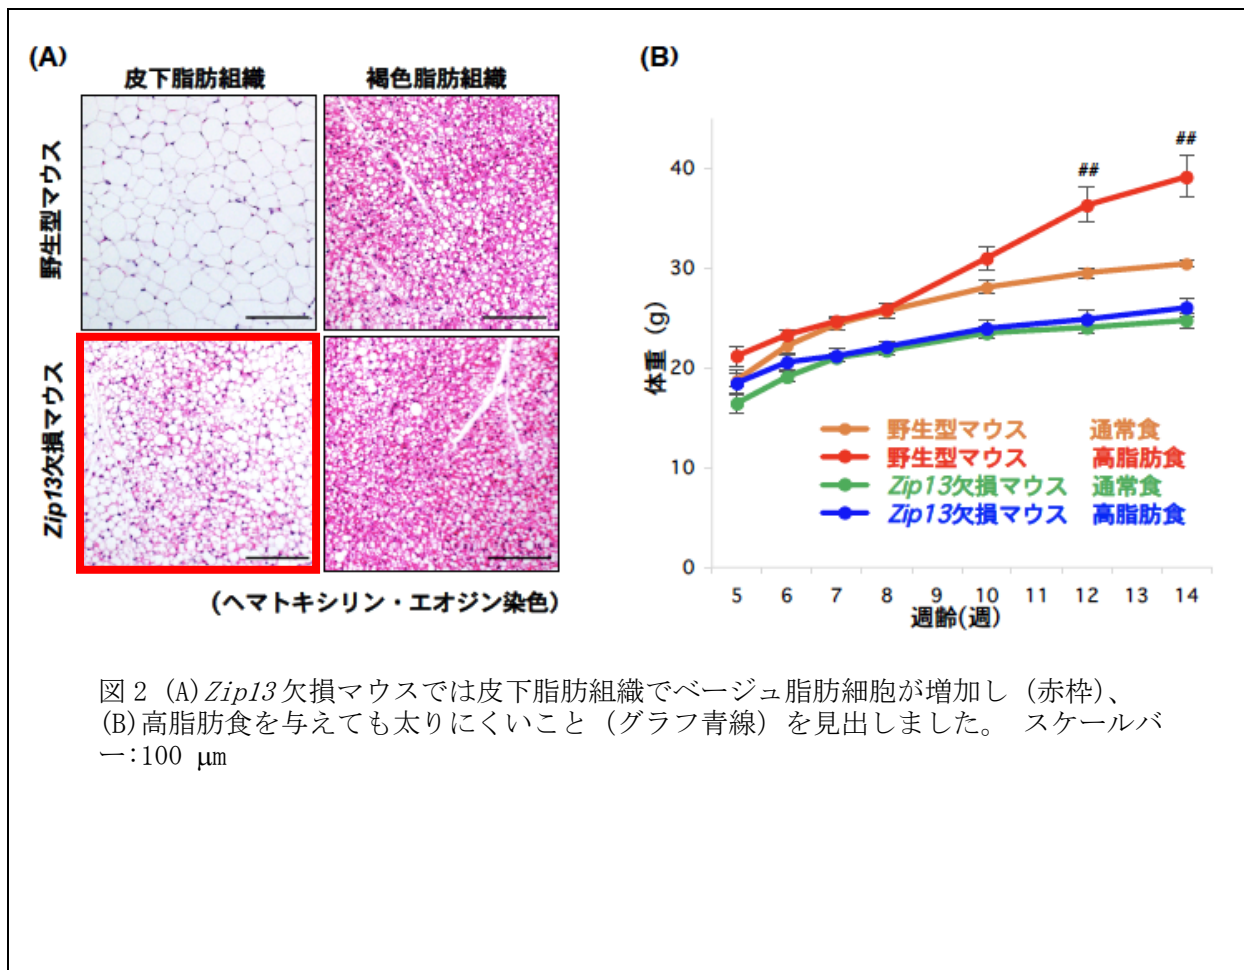 (A)
皮下脂肪組織
褐色脂肪組織
野生型マウス
Zip13欠損マウス
(ヘマトキシリン・エオジン染色)
(B)
体重 (g)
40
30
20
10
0
##
##
野生型マウス 通常食
野生型マウス 高脂肪食
Zip13欠損マウス 通常食
Zip13欠損マウス 高脂肪食
5 6 7 8 9 10 11 12 13 14
週齢(週)
図 2 (A)Zip13 欠損マウスでは皮下脂肪組織でベージュ脂肪細胞が増加し (赤枠)、
(B)高脂肪食を与えても太りにくいこと (グラフ青線) を見出しました。 スケールバ
ー:100 μm